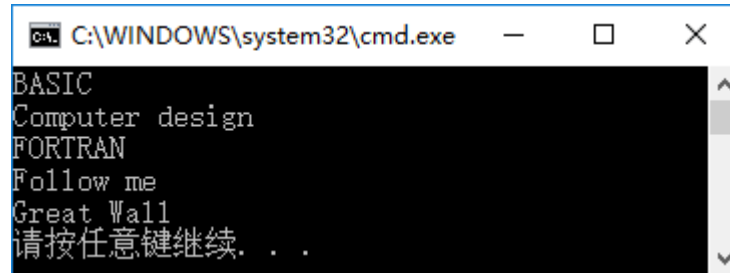 C:\WINDOWS\system32\cmd.exe
BASIC
Computer design
FORTRAN
Follow me
Great Wall
请按任意键继续. . .